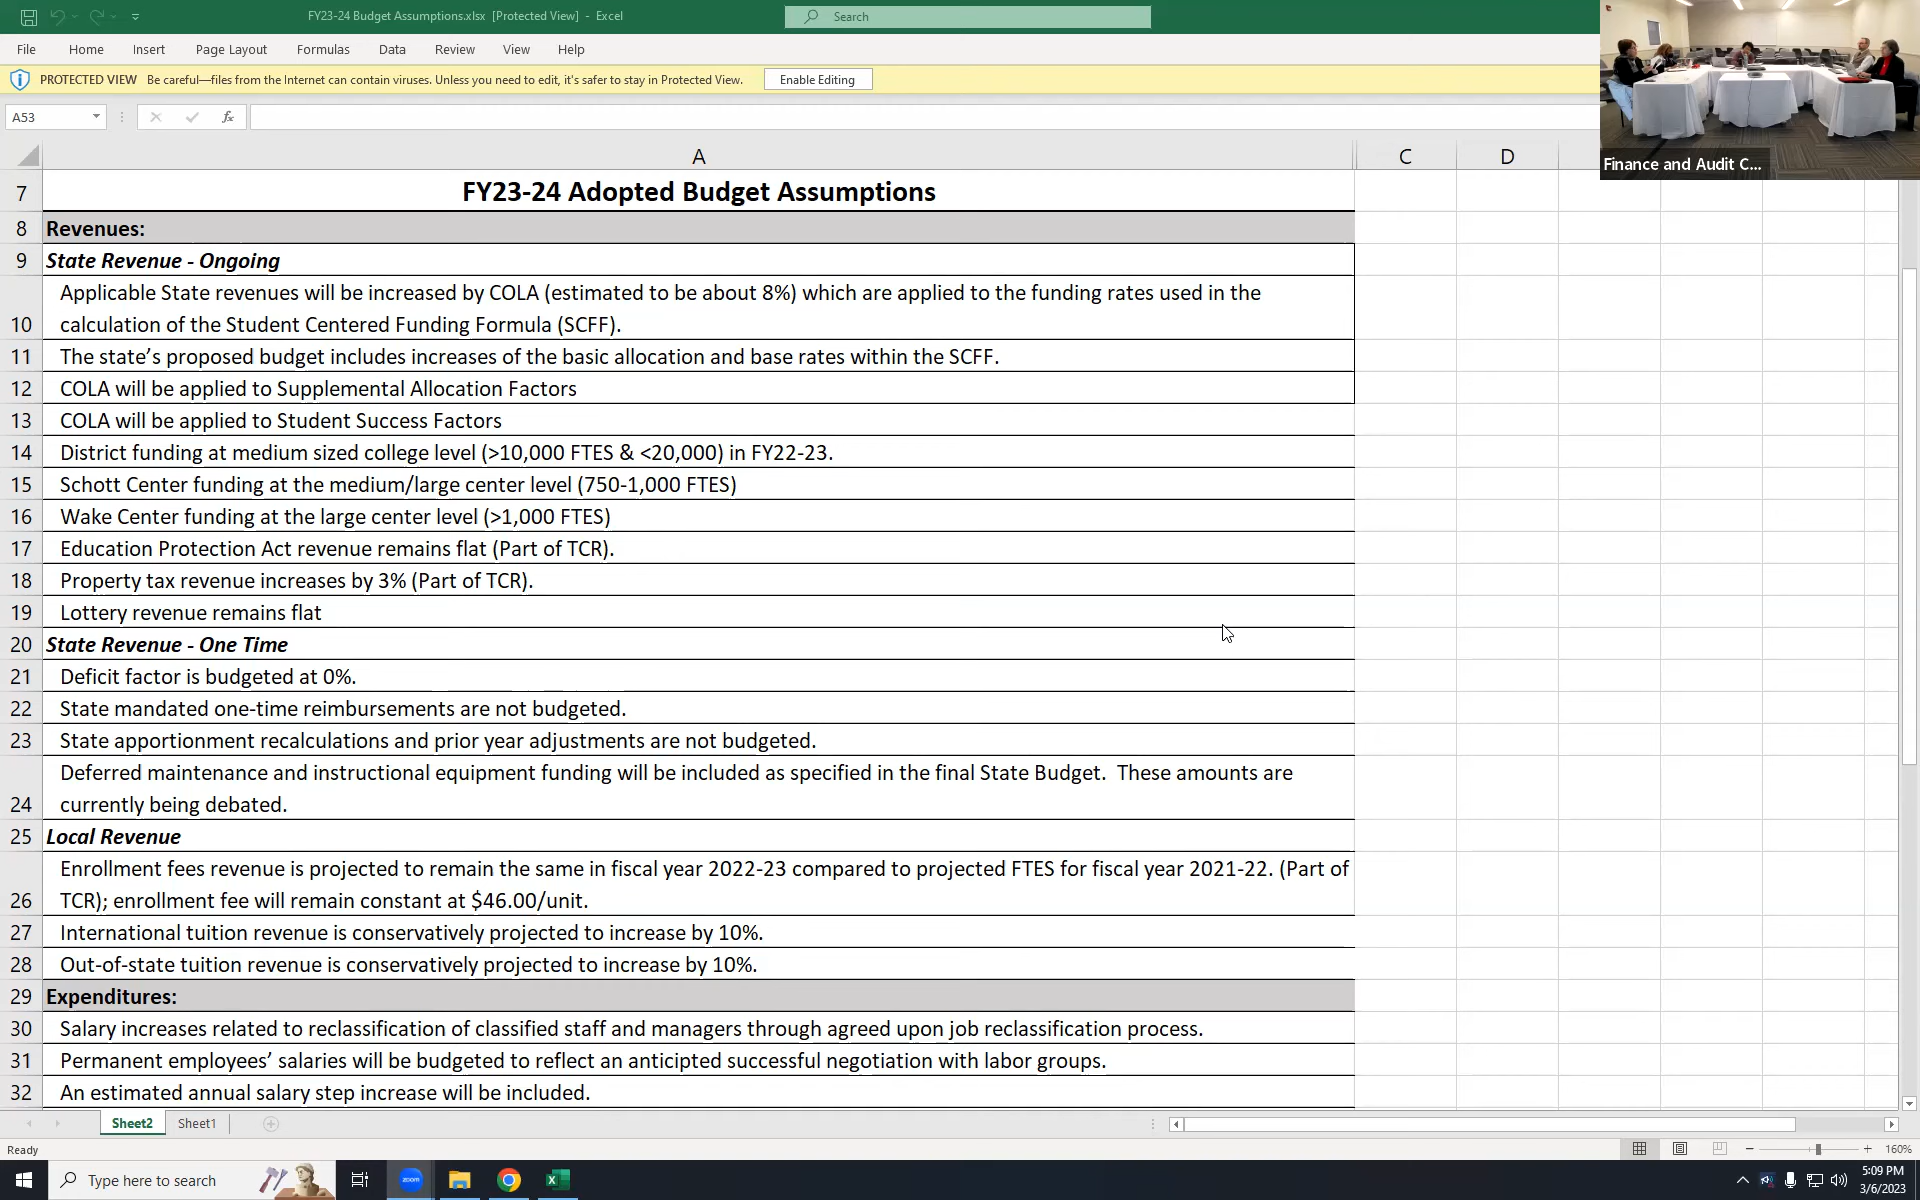 FY23-24 Budget Assumptions.xlsx [Protected View] - Excel
Search
File Home Insert Page Layout Formulas Data Review View Help
PROTECTED VIEW Be careful—files from the Internet can contain viruses. Unless you need to edit, it's safer to stay in Protected View. Enable Editing
A53
fx
Finance and Audit C...
A C D
7 FY23-24 Adopted Budget Assumptions
8 Revenues:
9 State Revenue - Ongoing
Applicable State revenues will be increased by COLA (estimated to be about 8%) which are applied to the funding rates used in the
10 calculation of the Student Centered Funding Formula (SCFF).
11 The state's proposed budget includes increases of the basic allocation and base rates within the SCFF.
12 COLA will be applied to Supplemental Allocation Factors
13 COLA will be applied to Student Success Factors
14 District funding at medium sized college level (>10,000 FTES & <20,000) in FY22-23.
15 Schott Center funding at the medium/large center level (750-1,000 FTES)
16 Wake Center funding at the large center level (>1,000 FTES)
17 Education Protection Act revenue remains flat (Part of TCR).
18 Property tax revenue increases by 3% (Part of TCR).
19 Lottery revenue remains flat
20 State Revenue - One Time
21 Deficit factor is budgeted at 0%.
22 State mandated one-time reimbursements are not budgeted.
23 State apportionment recalculations and prior year adjustments are not budgeted.
Deferred maintenance and instructional equipment funding will be included as specified in the final State Budget. These amounts are
24 currently being debated.
25 Local Revenue
Enrollment fees revenue is projected to remain the same in fiscal year 2022-23 compared to projected FTES for fiscal year 2021-22. (Part of
26 TCR); enrollment fee will remain constant at $46.00/unit.
27 International tuition revenue is conservatively projected to increase by 10%.
28 Out-of-state tuition revenue is conservatively projected to increase by 10%.
29 Expenditures:
30 Salary increases related to reclassification of classified staff and managers through agreed upon job reclassification process.
31 Permanent employees' salaries will be budgeted to reflect an anticipted successful negotiation with labor groups.
32 An estimated annual salary step increase will be included.
Sheet2 Sheet1
Ready 160%
Type here to search
zoom
5:09 PM
3/6/2023